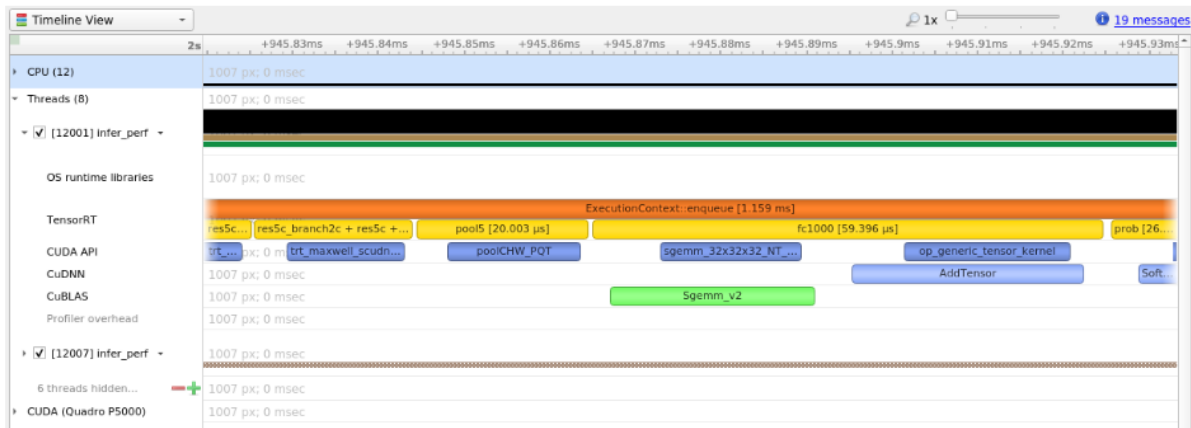 Timeline View 1x 19 messages
2s +945.83ms +945.84ms +945.85ms +945.86ms +945.87ms +945.88ms +945.89ms +945.9ms +945.91ms +945.92ms +945.93ms
CPU (12) 1007 px; 0 msec
Threads (8) 1007 px; 0 msec
[12001] infer_perf
OS runtime libraries 1007 px; 0 msec
ExecutionContext::enqueue [1.159 ms]
TensorRT
res5c... res5c_branch2c + res5c +... pool5 [20.003 µs] fc1000 [59.396 µs] prob [26....
CUDA API trt_... px; 0 m trt_maxwell_scudn... poolCHW_PQT sgemm_32x32x32_NT_... op_generic_tensor_kernel
CuDNN 1007 px; 0 msec AddTensor Soft...
CuBLAS 1007 px; 0 msec Sgemm_v2
Profiler overhead 1007 px; 0 msec
[12007] infer_perf 1007 px; 0 msec
6 threads hidden... 1007 px; 0 msec
CUDA (Quadro P5000) 1007 px; 0 msec